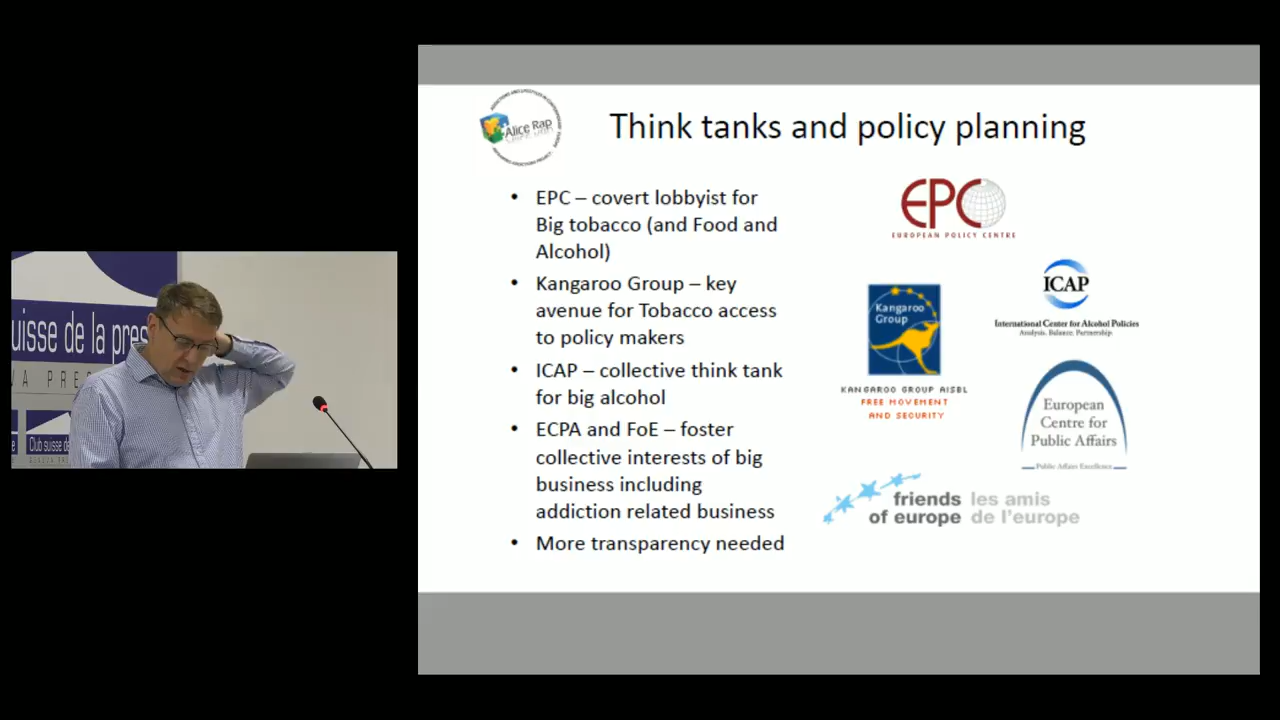 Think tanks and policy planning
Alice Rap
• EPC – covert lobbyist for
Big tobacco (and Food and
Alcohol)
• Kangaroo Group – key
avenue for Tobacco access
to policy makers
• ICAP – collective think tank
for big alcohol
• ECPA and FoE – foster
collective interests of big
business including
addiction related business
• More transparency needed
EPC
EUROPEAN POLICY CENTRE
ICAP
International Center for Alcohol Policies
Analysis. Balance. Partnership.
Kangaroo
Group
KANGAROO GROUP AISBL
FREE MOVEMENT
AND SECURITY
European
Centre for
Public Affairs
Public Affairs Excellence
friends les amis
of europe de l'europe
uisse de la pres
Club suisse de